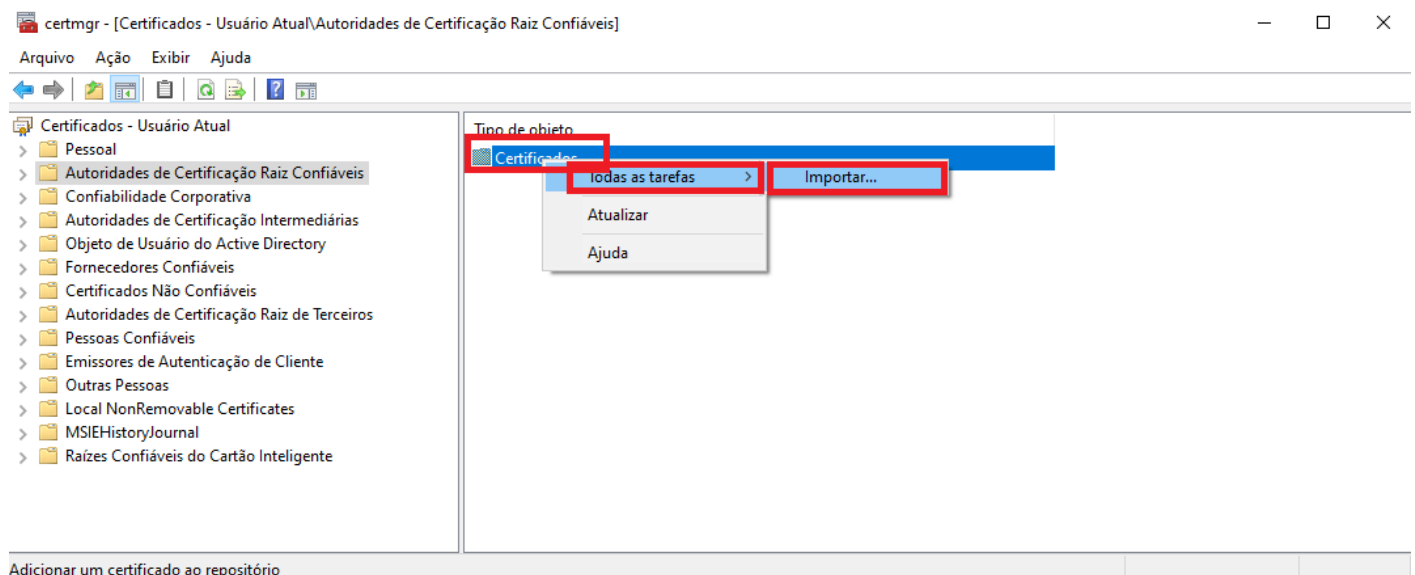 certmgr - [Certificados - Usuário Atual\Autoridades de Certificação Raiz Confiáveis]
Arquivo Ação Exibir Ajuda
Certificados - Usuário Atual
Pessoal
Autoridades de Certificação Raiz Confiáveis
Confiabilidade Corporativa
Autoridades de Certificação Intermediárias
Objeto de Usuário do Active Directory
Fornecedores Confiáveis
Certificados Não Confiáveis
Autoridades de Certificação Raiz de Terceiros
Pessoas Confiáveis
Emissores de Autenticação de Cliente
Outras Pessoas
Local NonRemovable Certificates
MSIEHistoryJournal
Raízes Confiáveis do Cartão Inteligente
Tipo de objeto
Certificados
Todas as tarefas > Importar...
Atualizar
Ajuda
Adicionar um certificado ao repositório